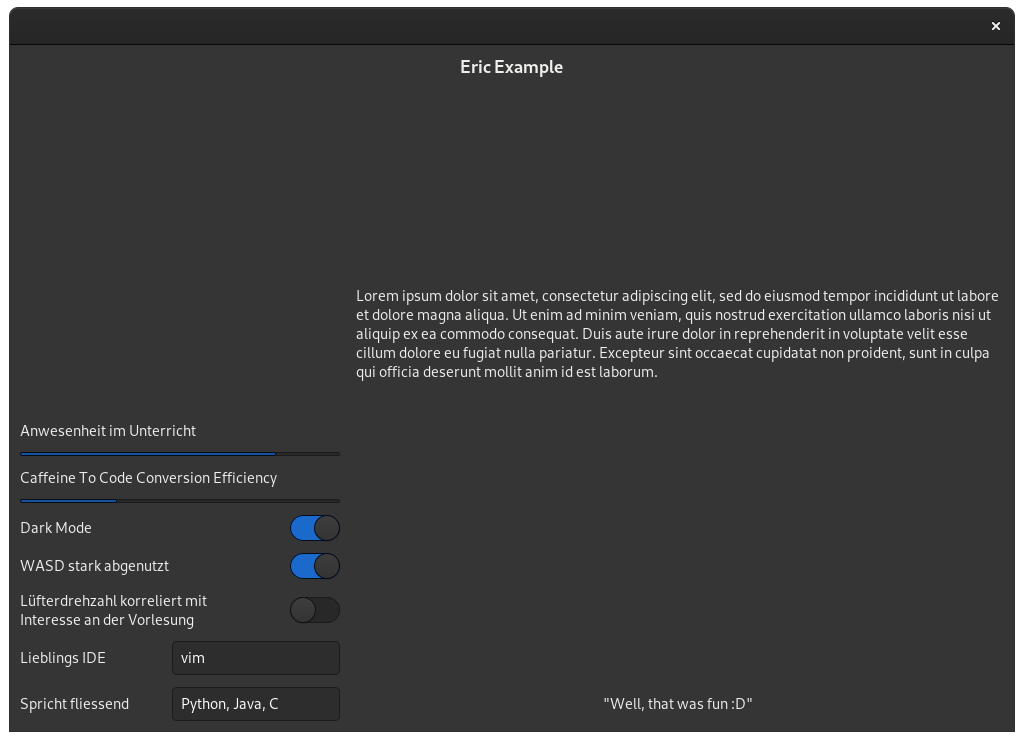 Eric Example
Lorem ipsum dolor sit amet, consectetur adipiscing elit, sed do eiusmod tempor incididunt ut labore
et dolore magna aliqua. Ut enim ad minim veniam, quis nostrud exercitation ullamco laboris nisi ut
aliquip ex ea commodo consequat. Duis aute irure dolor in reprehenderit in voluptate velit esse
cillum dolore eu fugiat nulla pariatur. Excepteur sint occaecat cupidatat non proident, sunt in culpa
qui officia deserunt mollit anim id est laborum.
Anwesenheit im Unterricht
Caffeine To Code Conversion Efficiency
Dark Mode
WASD stark abgenutzt
Lüfterdrehzahl korreliert mit
Interesse an der Vorlesung
Lieblings IDE
vim
Spricht fliessend
Python, Java, C
"Well, that was fun :D"